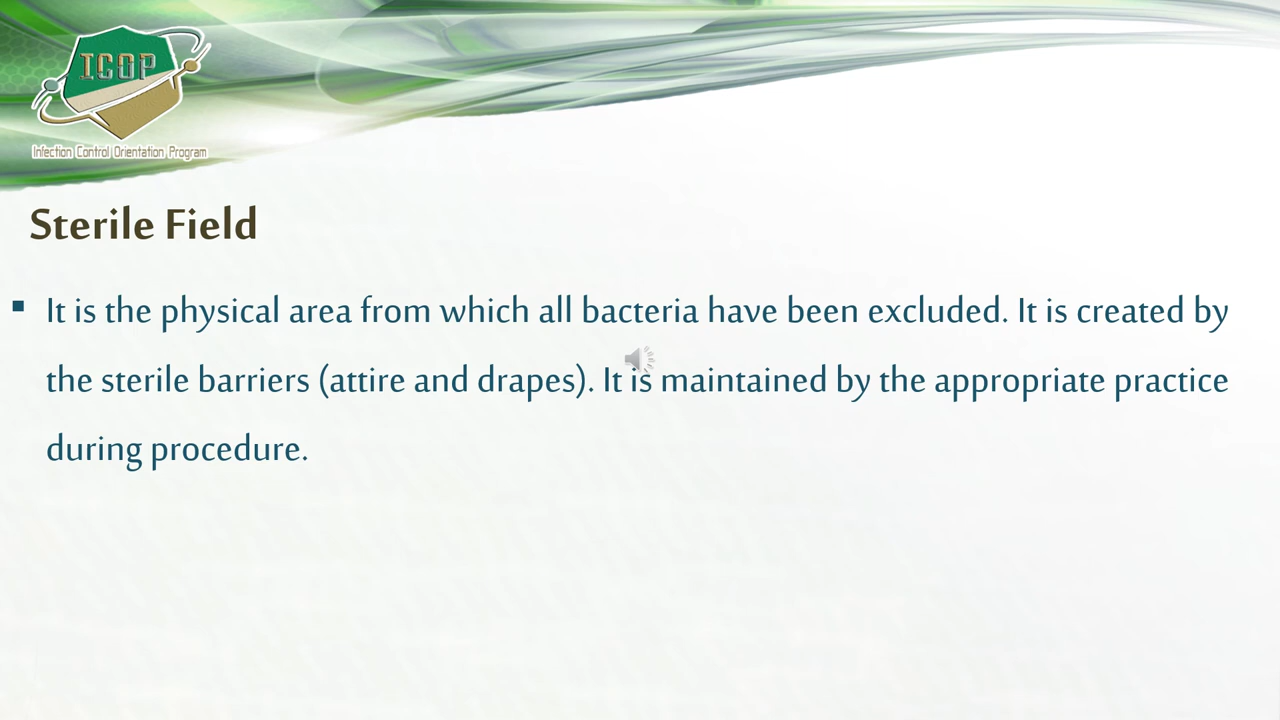 ICOP
Infection Control Orientation Program
Sterile Field
▪ It is the physical area from which all bacteria have been excluded. It is created by
the sterile barriers (attire and drapes). It is maintained by the appropriate practice
during procedure.